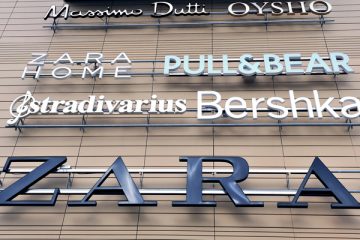 Massimo Dutti OYSHO
ZARA HOME PULL&BEAR
Stradivarius Bershka
ZARA